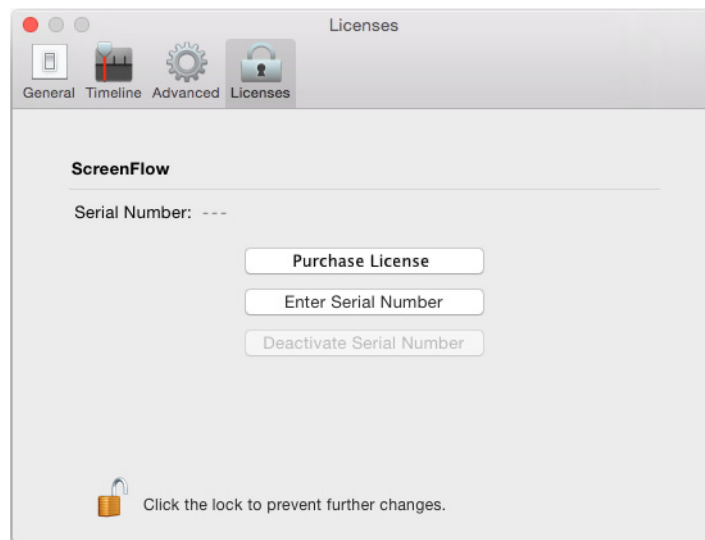 Licenses
General Timeline Advanced Licenses
ScreenFlow
Serial Number: ---
Purchase License
Enter Serial Number
Deactivate Serial Number
Click the lock to prevent further changes.